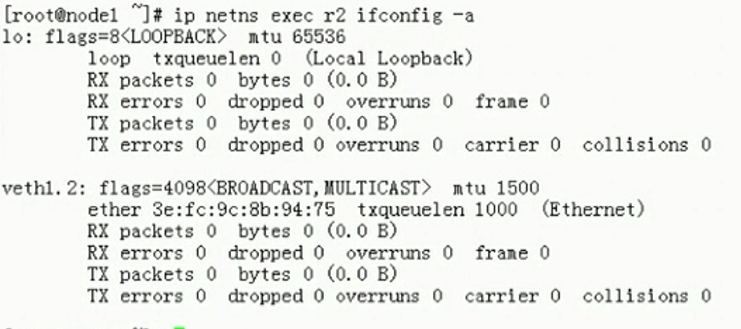 [root@node1 ~]# ip netns exec r2 ifconfig -a
lo: flags=8<LOOPBACK>  mtu 65536
        loop  txqueuelen 0  (Local Loopback)
        RX packets 0  bytes 0 (0.0 B)
        RX errors 0  dropped 0  overruns 0  frame 0
        TX packets 0  bytes 0 (0.0 B)
        TX errors 0  dropped 0 overruns 0  carrier 0  collisions 0

veth1.2: flags=4098<BROADCAST,MULTICAST>  mtu 1500
        ether 3e:fc:9c:8b:94:75  txqueuelen 1000  (Ethernet)
        RX packets 0  bytes 0 (0.0 B)
        RX errors 0  dropped 0  overruns 0  frame 0
        TX packets 0  bytes 0 (0.0 B)
        TX errors 0  dropped 0 overruns 0  carrier 0  collisions 0